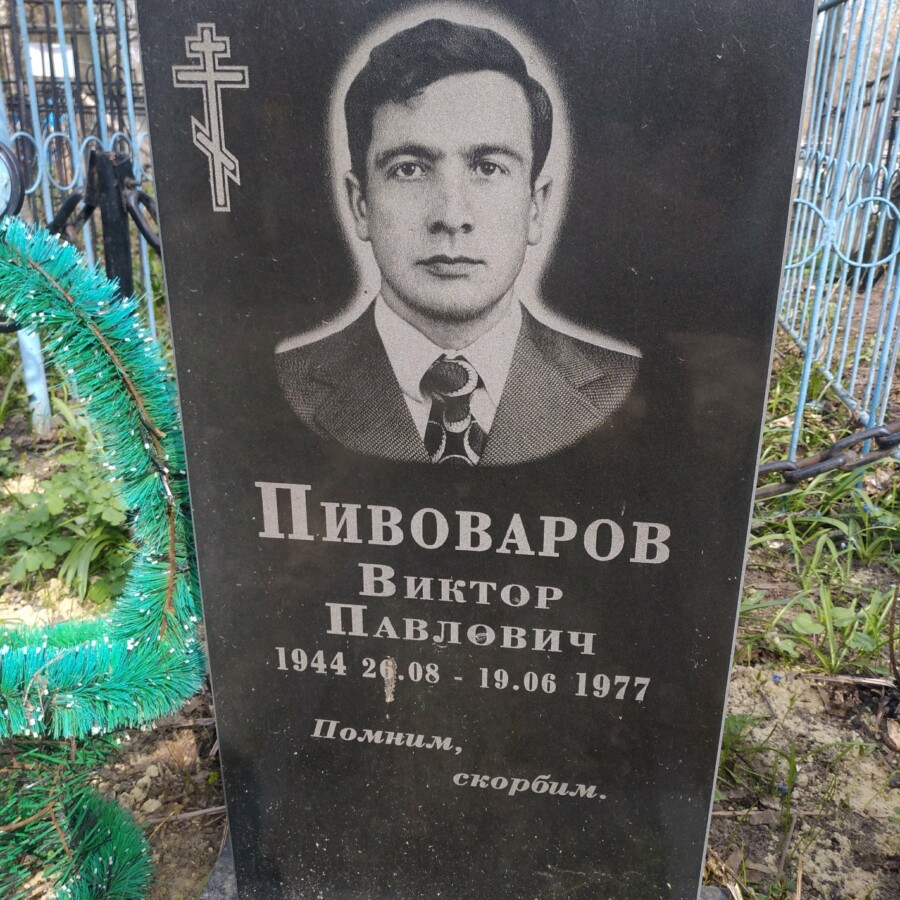 Пивоваров
Виктор
Павлович
1944 26.08 - 19.06 1977
Помним,
скорбим.